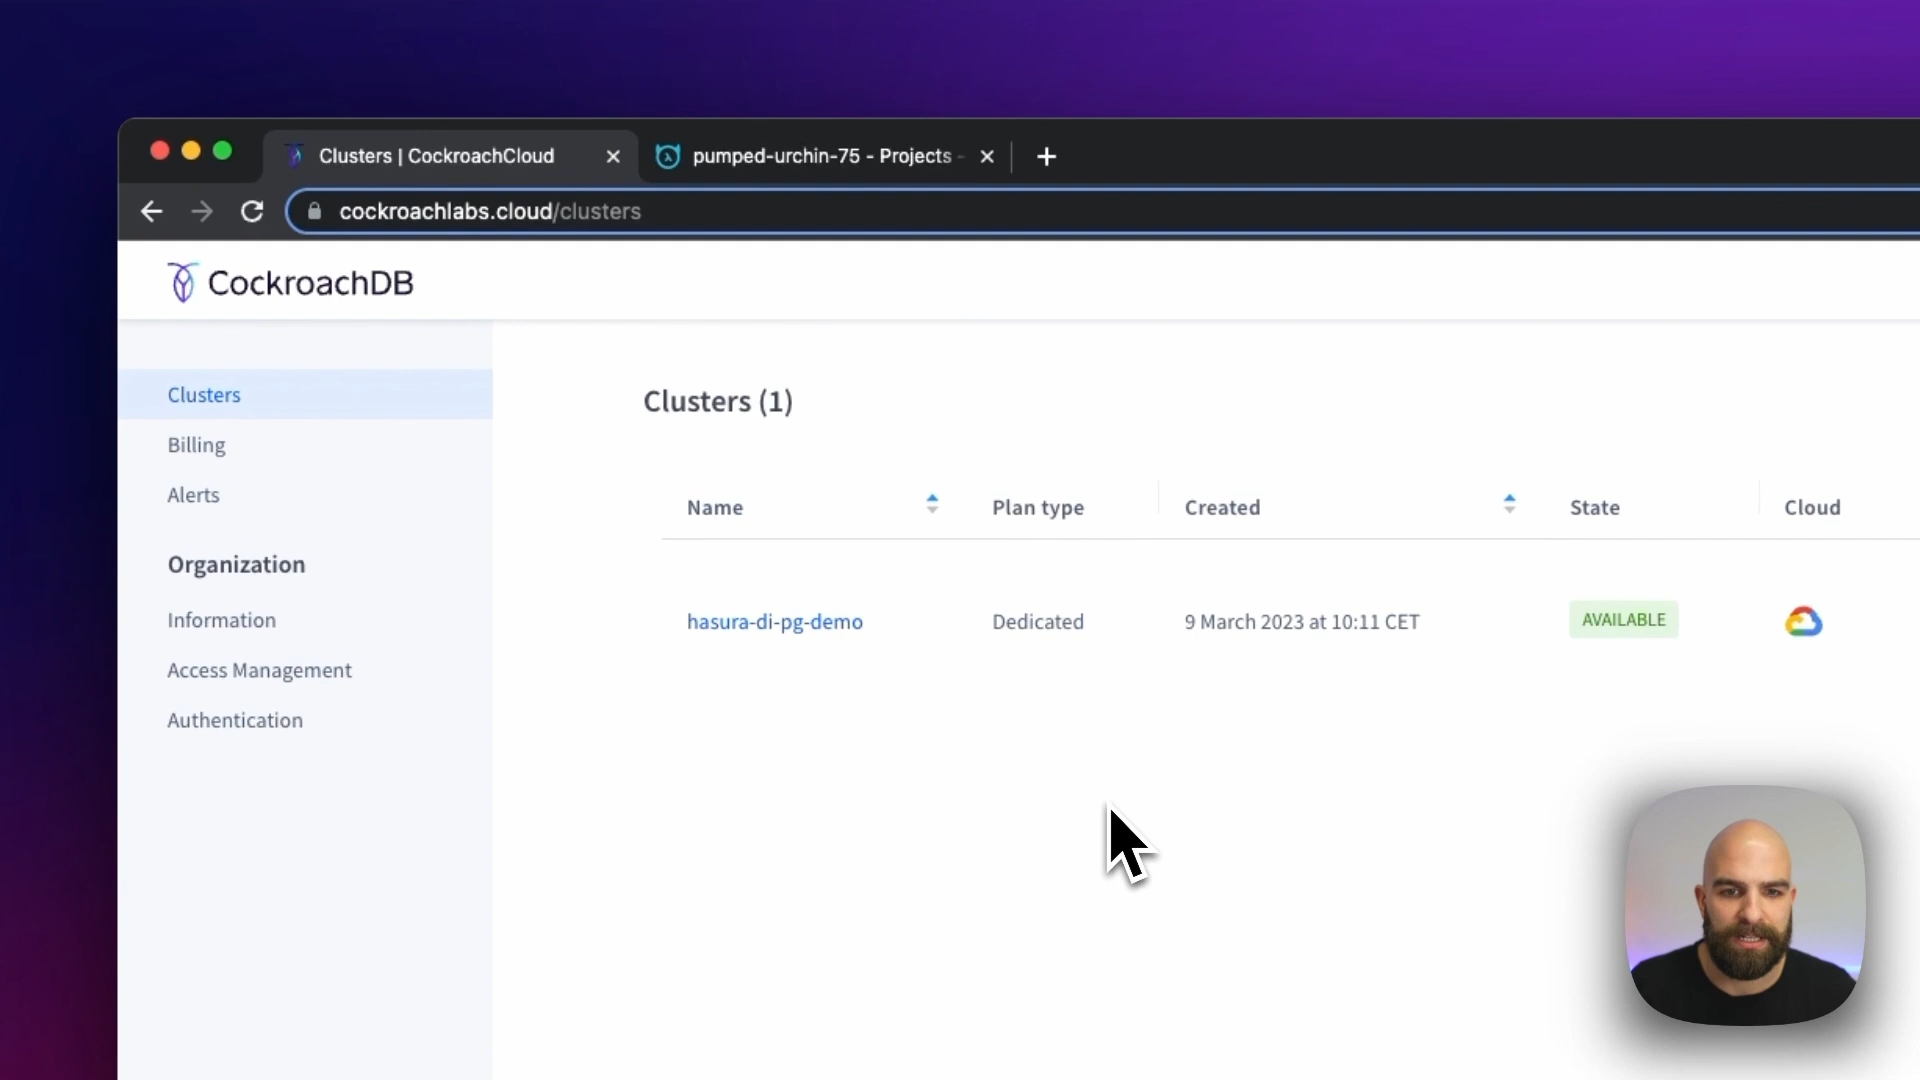 Clusters | CockroachCloud
pumped-urchin-75 - Projects -
cockroachlabs.cloud/clusters
CockroachDB
Clusters
Billing
Alerts
Organization
Information
Access Management
Authentication
Clusters (1)
Name Plan type Created State Cloud
hasura-di-pg-demo Dedicated 9 March 2023 at 10:11 CET AVAILABLE